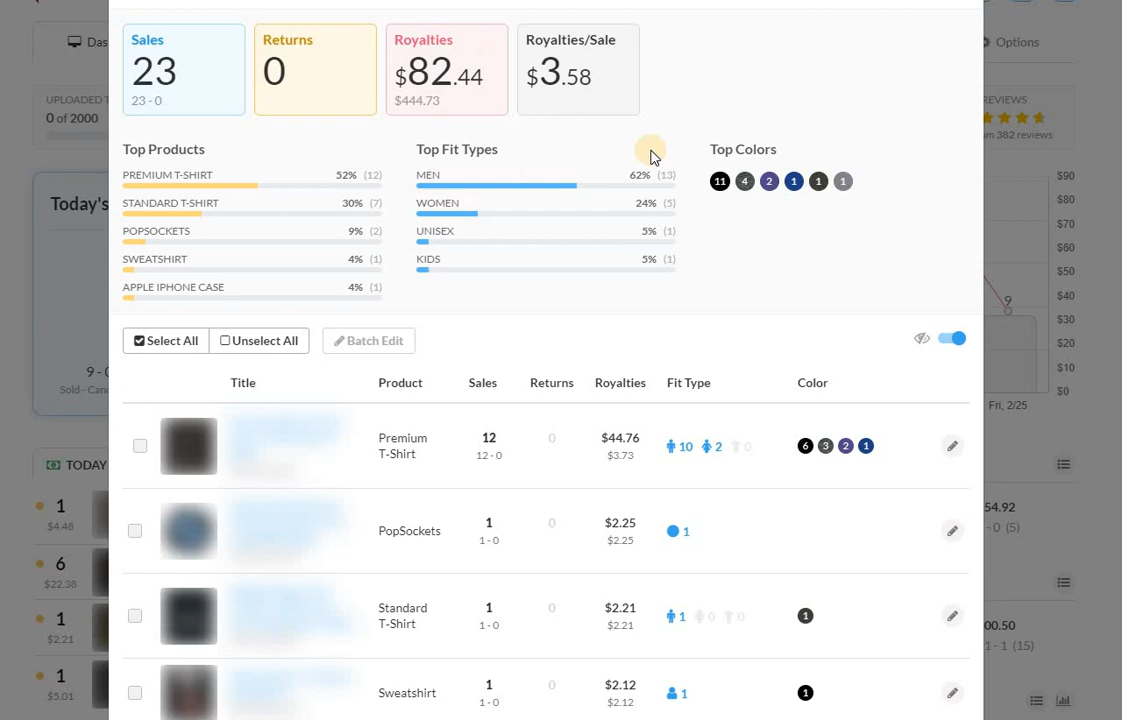 Das
Options
UPLOADED T
0 of 2000
REVIEWS
om 382 reviews
Sales
23
23 - 0
Returns
0
Royalties
$82.44
$444.73
Royalties/Sale
$3.58
Top Products
PREMIUM T-SHIRT 52% (12)
STANDARD T-SHIRT 30% (7)
POPSOCKETS 9% (2)
SWEATSHIRT 4% (1)
APPLE IPHONE CASE 4% (1)
Top Fit Types
MEN 62% (13)
WOMEN 24% (5)
UNISEX 5% (1)
KIDS 5% (1)
Top Colors
11 4 2 1 1 1
Today's
9 -
Sold - Canc
$90
$80
$70
$60
$50
$40
$30
$20
$10
$0
9
Fri, 2/25
Select All Unselect All Batch Edit
Title Product Sales Returns Royalties Fit Type Color
Premium
T-Shirt
12
12 - 0
0
$44.76
$3.73
10 2 0
6 3 2 1
PopSockets
1
1 - 0
0
$2.25
$2.25
1
Standard
T-Shirt
1
1 - 0
0
$2.21
$2.21
1 0 0
1
Sweatshirt
1
1 - 0
0
$2.12
$2.12
1
1
TODAY
1
$4.48
6
$22.38
1
$2.21
1
$5.01
54.92
- 0 (5)
00.50
- 1 (15)